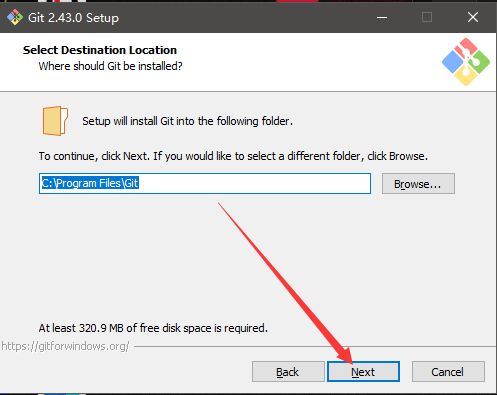 Git 2.43.0 Setup
Select Destination Location
Where should Git be installed?
Setup will install Git into the following folder.
To continue, click Next. If you would like to select a different folder, click Browse.
C:\Program Files\Git
Browse...
At least 320.9 MB of free disk space is required.
https://gitforwindows.org/
Back
Next
Cancel